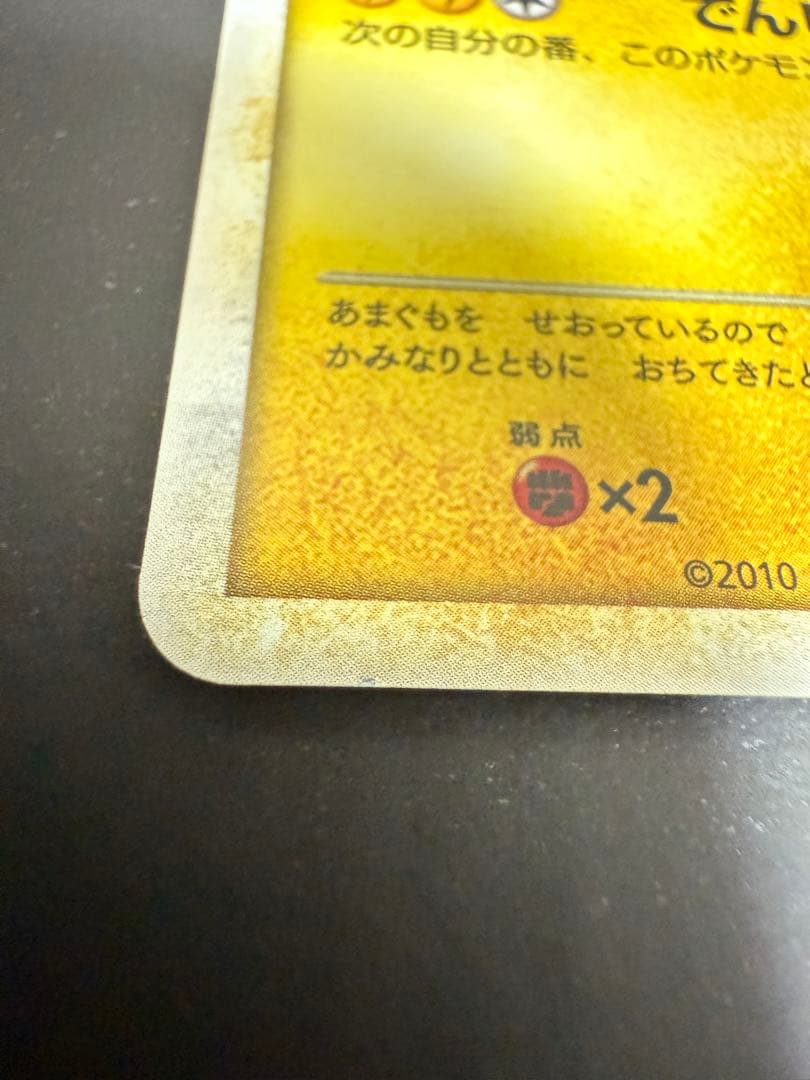 でん
次の自分の番、このポケモン
あまぐもを　せおっているので
かみなりとともに　おちてきたと
弱点
×2
©2010